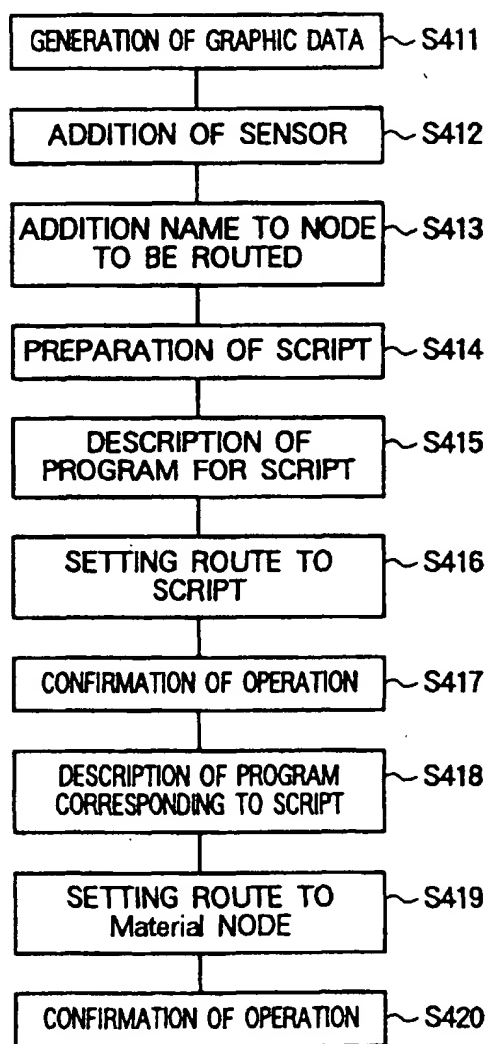 GENERATION OF GRAPHIC DATA ~ S411
ADDITION OF SENSOR ~ S412
ADDITION NAME TO NODE ~ S413
TO BE ROUTED
PREPARATION OF SCRIPT ~ S414
DESCRIPTION OF ~ S415
PROGRAM FOR SCRIPT
SETTING ROUTE TO ~ S416
SCRIPT
CONFIRMATION OF OPERATION ~ S417
DESCRIPTION OF PROGRAM ~ S418
CORRESPONDING TO SCRIPT
SETTING ROUTE TO ~ S419
Material NODE
CONFIRMATION OF OPERATION ~ S420